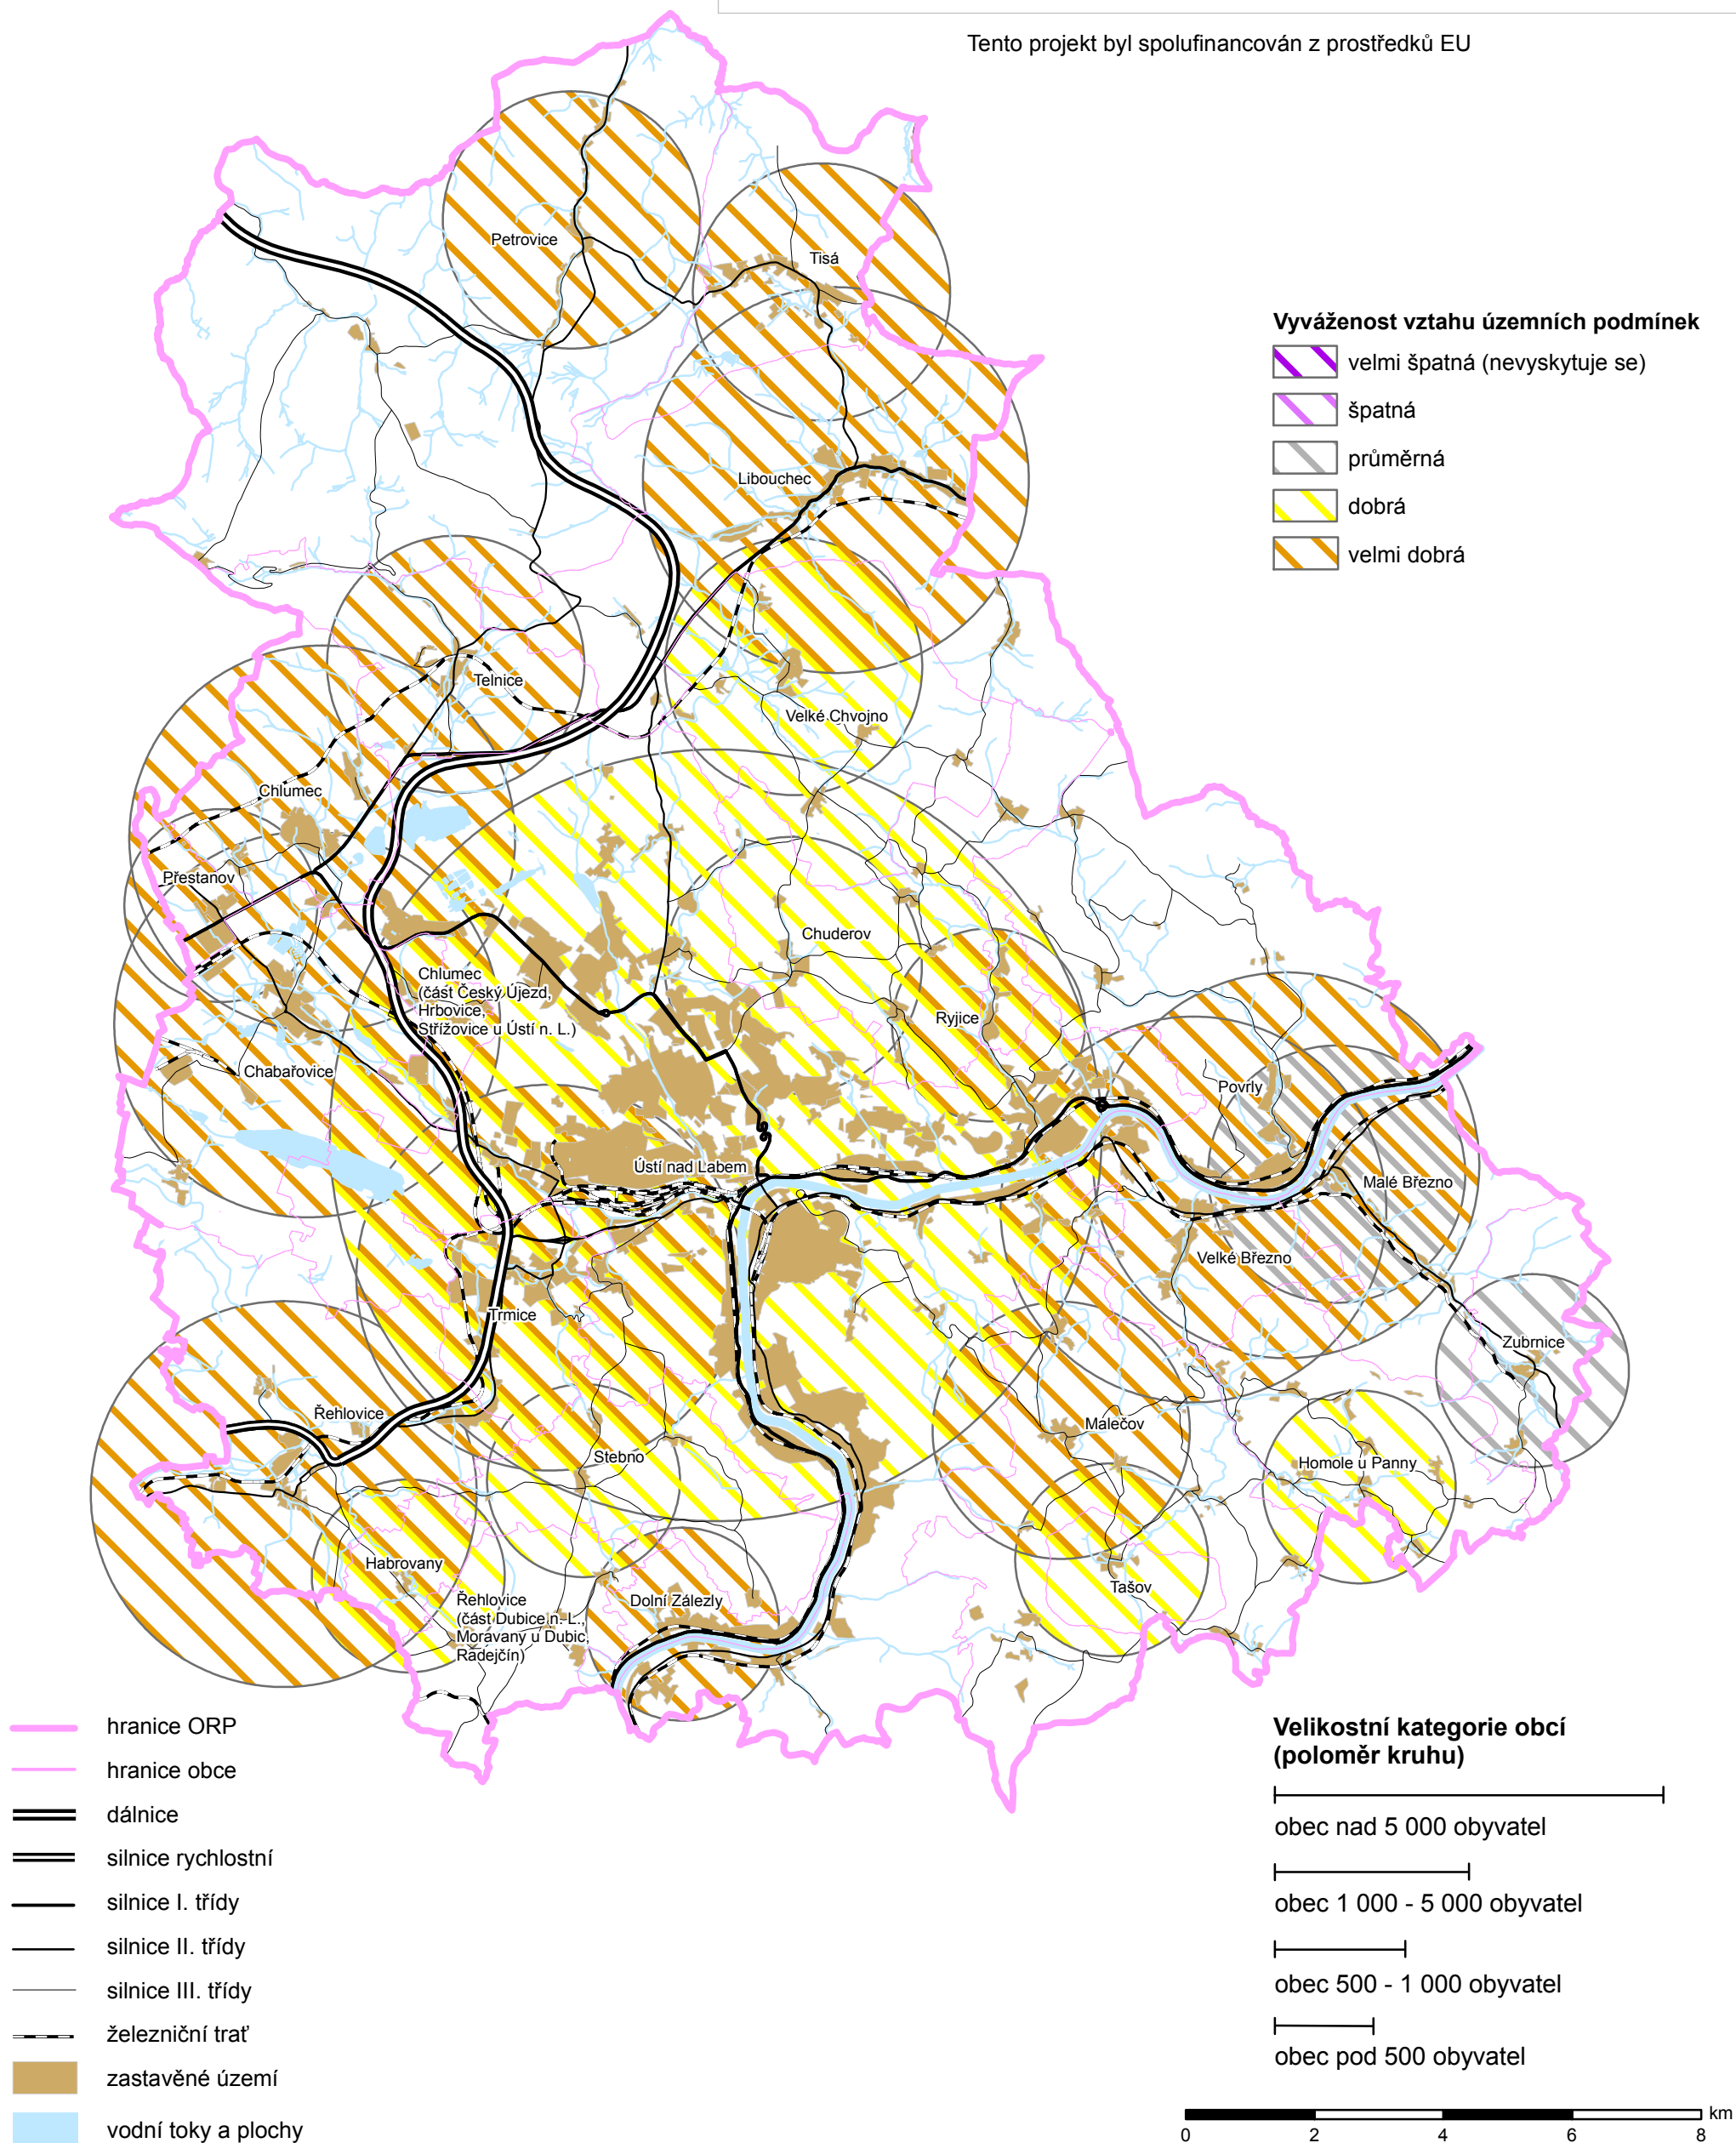 Tento projekt byl spolufinancován z prostředků EU
Petrovice
Tisá
Vyváženost vztahu územních podmínek
velmi špatná (nevyskytuje se)
špatná
průměrná
dobrá
velmi dobrá
Libouchec
Telnice
Velké Chvojno
Chlumec
Přestanov
Chuderov
Chlumec
(část Český Újezd,
Hrbovice,
Střížovice u Ústí n. L.)
Ryjice
Chabařovice
Povrly
Ústí nad Labem
Malé Březno
Velké Březno
Trmice
Zubrnice
Řehlovice
Malečov
Stebno
Homole u Panny
Habrovany
Tašov
Řehlovice
(část Dubice n. L.,
Moravany u Dubic,
Radejčín)
Dolní Zálezly
hranice ORP
hranice obce
dálnice
silnice rychlostní
silnice I. třídy
silnice II. třídy
silnice III. třídy
železniční trať
zastavěné území
vodní toky a plochy
Velikostní kategorie obcí
(poloměr kruhu)
obec nad 5 000 obyvatel
obec 1 000 - 5 000 obyvatel
obec 500 - 1 000 obyvatel
obec pod 500 obyvatel
km
0 2 4 6 8